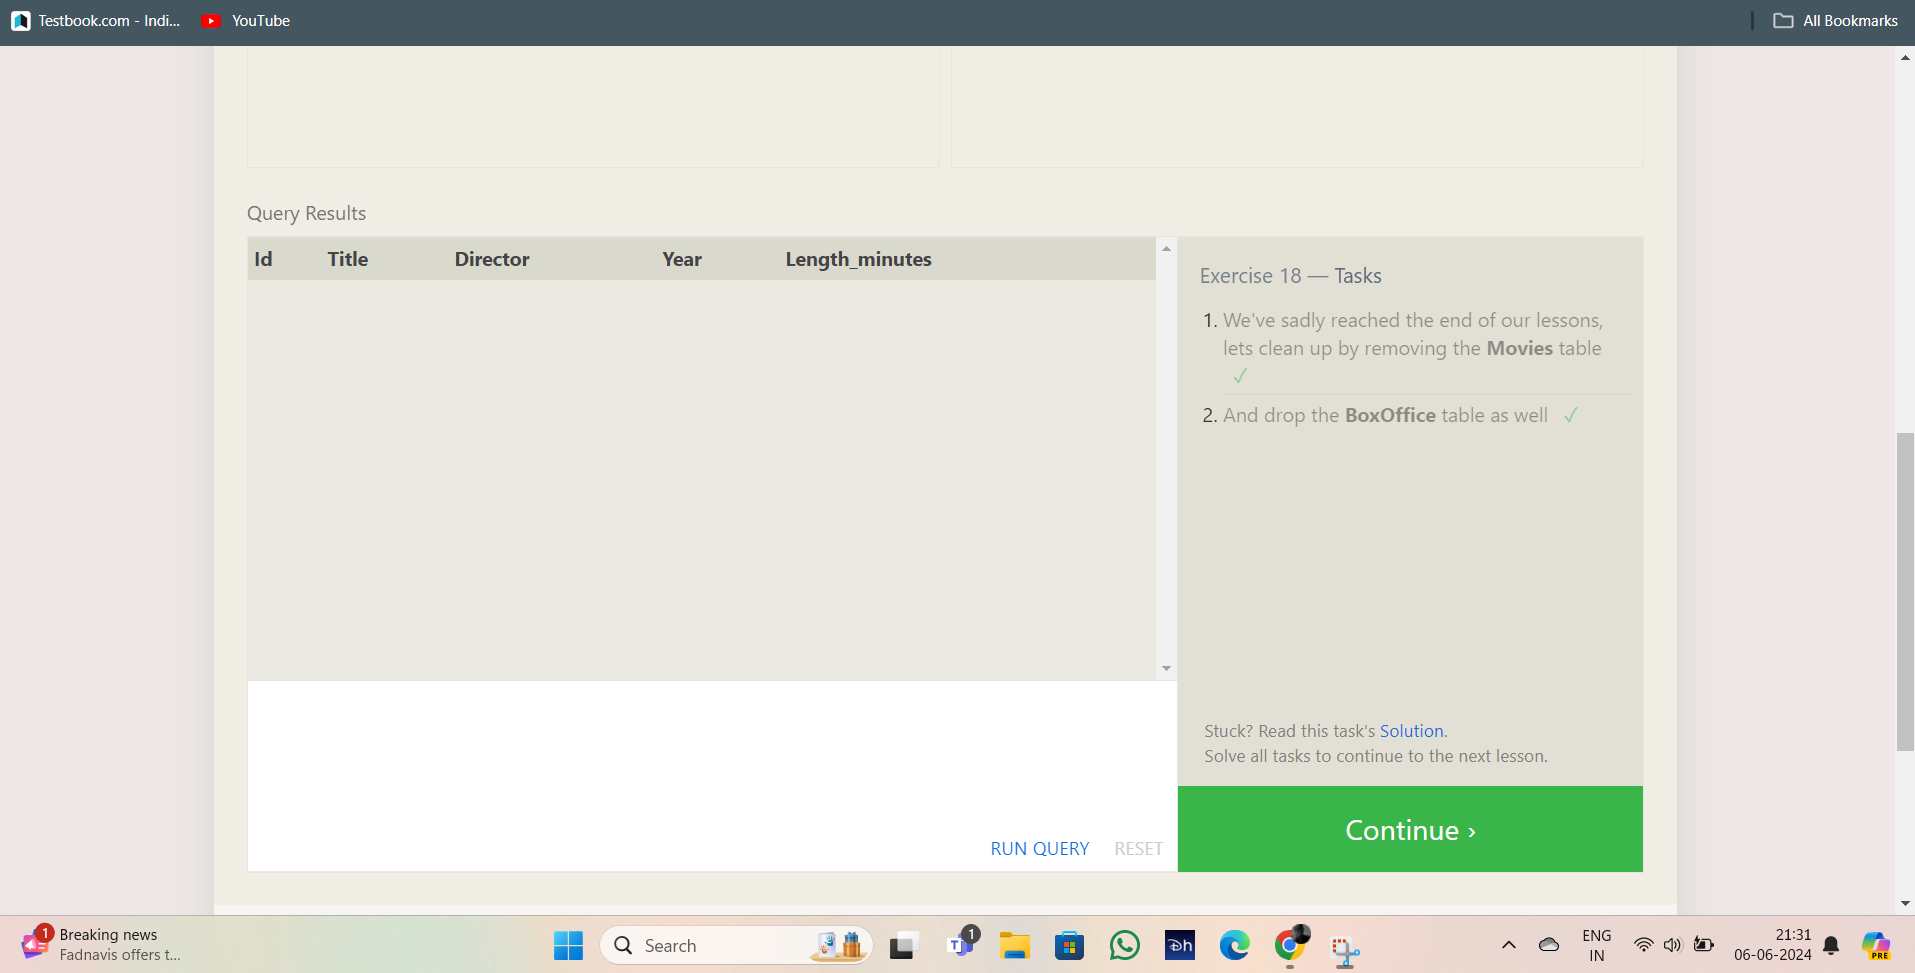 Testbook.com - Indi...
YouTube
All Bookmarks
Query Results
Id Title Director Year Length_minutes
Exercise 18 — Tasks
1. We've sadly reached the end of our lessons,
lets clean up by removing the Movies table
✓
2. And drop the BoxOffice table as well ✓
Stuck? Read this task's Solution.
Solve all tasks to continue to the next lesson.
RUN QUERY RESET
Continue ›
1
Breaking news
Fadnavis offers t...
Search
T
1
h
ENG
IN
21:31
06-06-2024
PRE